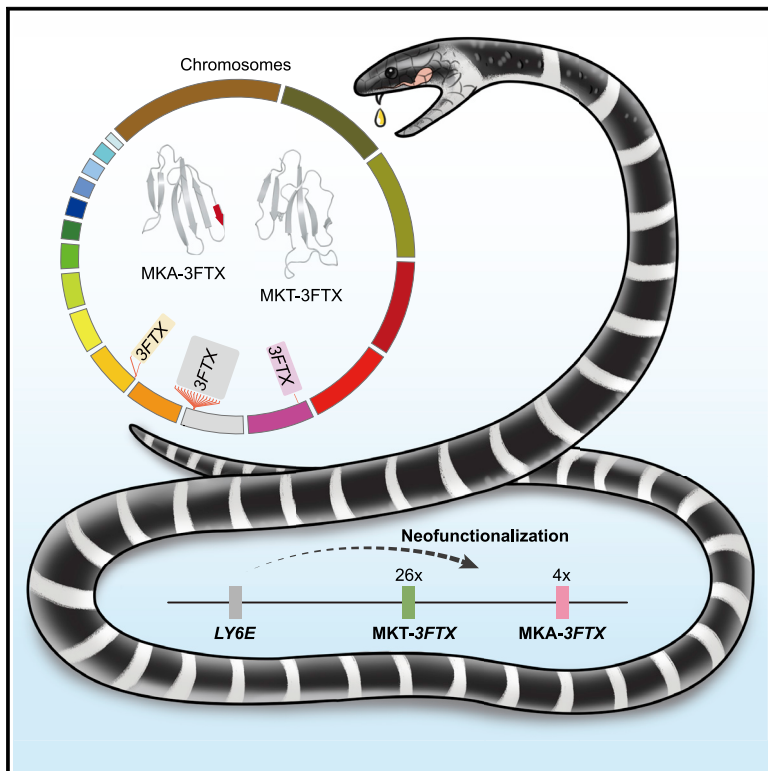 Chromosomes
MKA-3FTX
MKT-3FTX
3FTX
3FTX
3FTX
Neofunctionalization
26x
4x
LY6E
MKT-3FTX
MKA-3FTX